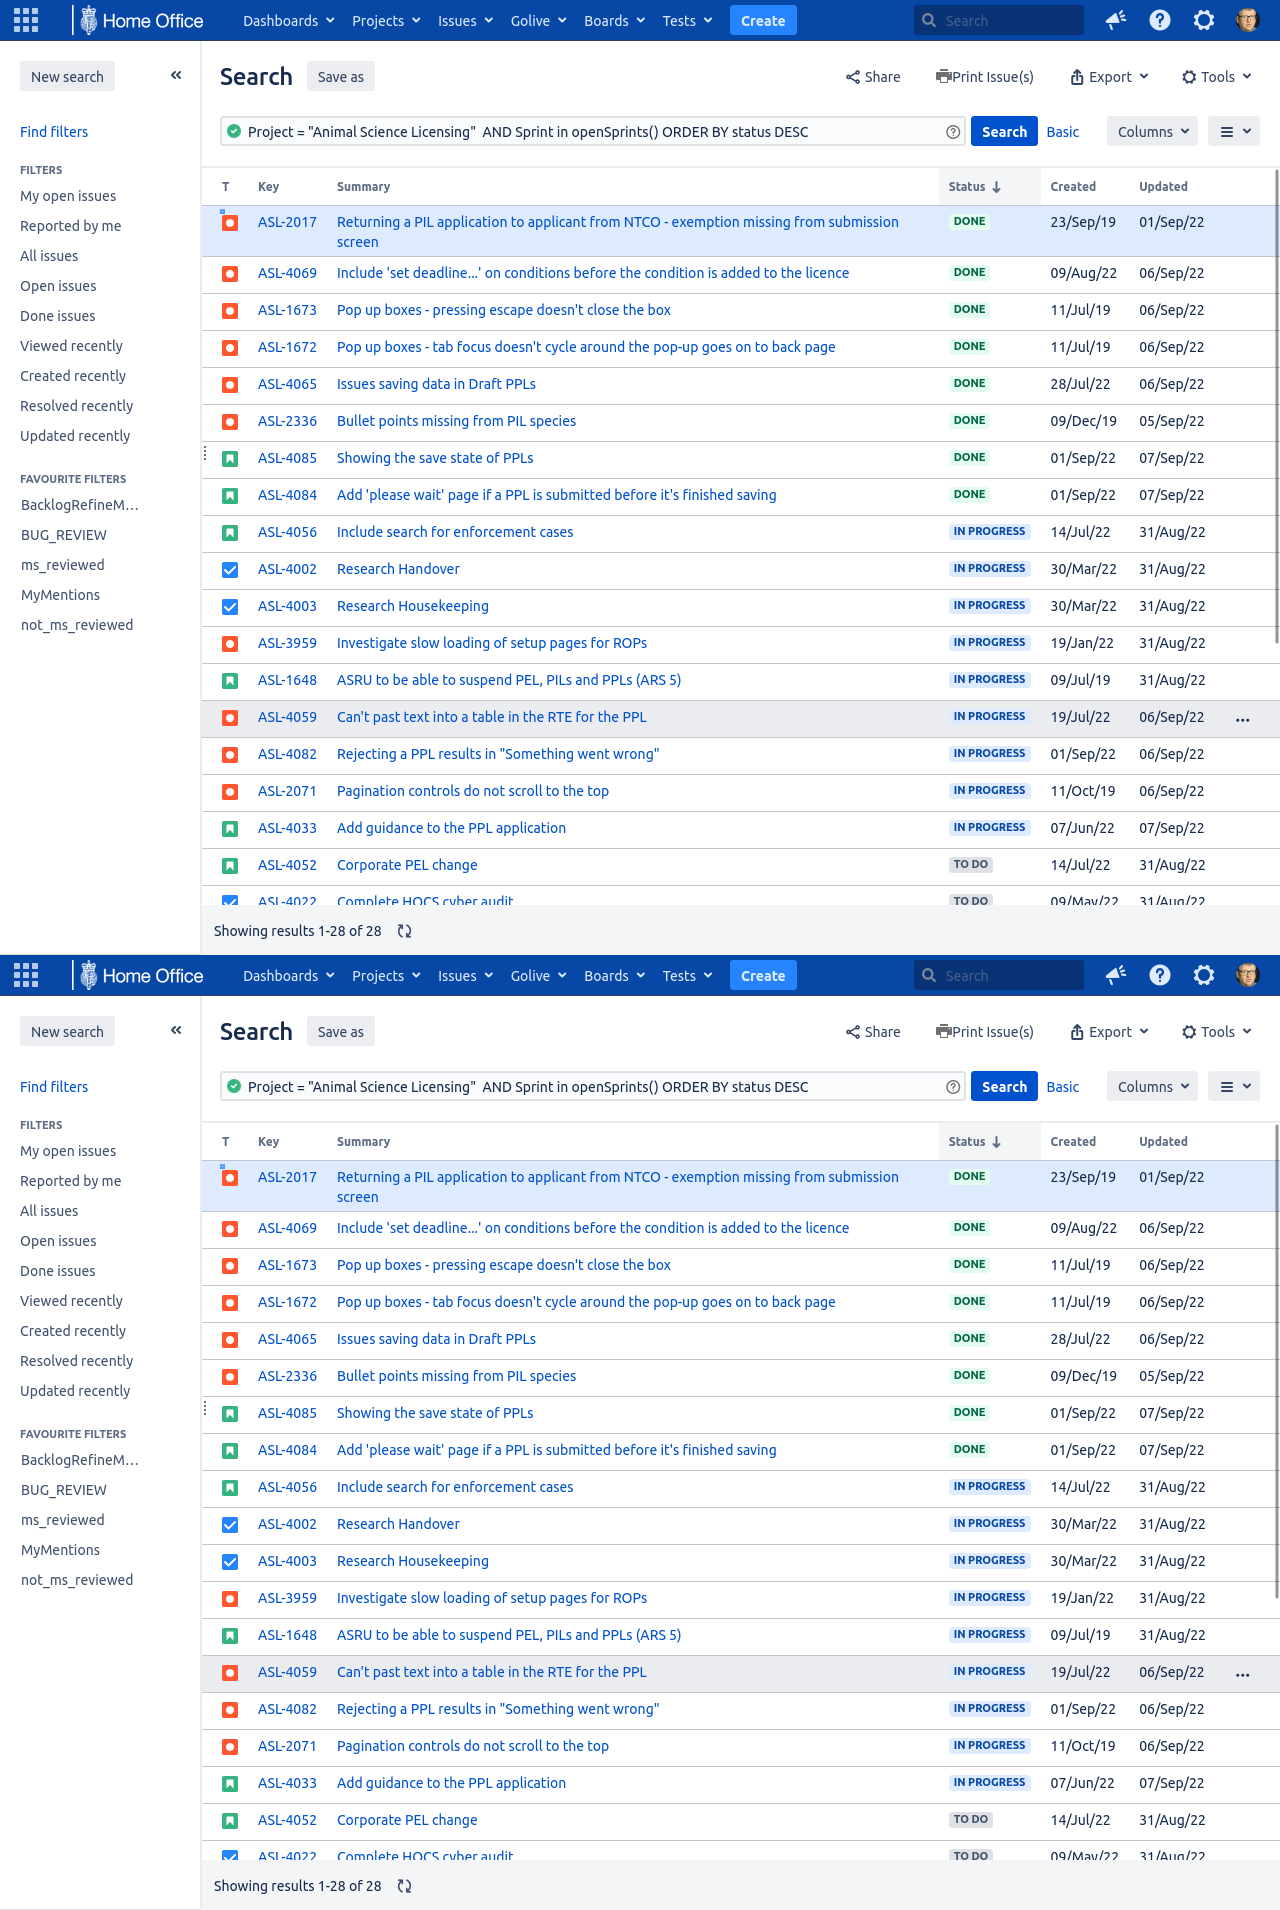 Home Office Dashboards Projects Issues Golive Boards Tests Create Search
New search Search Save as Share Print Issue(s) Export Tools
Find filters Project = "Animal Science Licensing"  AND Sprint in openSprints() ORDER BY status DESC Search Basic Columns
FILTERS
My open issues
Reported by me
All issues
Open issues
Done issues
Viewed recently
Created recently
Resolved recently
Updated recently
FAVOURITE FILTERS
BacklogRefineM...
BUG_REVIEW
ms_reviewed
MyMentions
not_ms_reviewed
T Key Summary Status Created Updated
ASL-2017 Returning a PIL application to applicant from NTCO - exemption missing from submission DONE 23/Sep/19 01/Sep/22
screen
ASL-4069 Include 'set deadline...' on conditions before the condition is added to the licence DONE 09/Aug/22 06/Sep/22
ASL-1673 Pop up boxes - pressing escape doesn't close the box DONE 11/Jul/19 06/Sep/22
ASL-1672 Pop up boxes - tab focus doesn't cycle around the pop-up goes on to back page DONE 11/Jul/19 06/Sep/22
ASL-4065 Issues saving data in Draft PPLs DONE 28/Jul/22 06/Sep/22
ASL-2336 Bullet points missing from PIL species DONE 09/Dec/19 05/Sep/22
ASL-4085 Showing the save state of PPLs DONE 01/Sep/22 07/Sep/22
ASL-4084 Add 'please wait' page if a PPL is submitted before it's finished saving DONE 01/Sep/22 07/Sep/22
ASL-4056 Include search for enforcement cases IN PROGRESS 14/Jul/22 31/Aug/22
ASL-4002 Research Handover IN PROGRESS 30/Mar/22 31/Aug/22
ASL-4003 Research Housekeeping IN PROGRESS 30/Mar/22 31/Aug/22
ASL-3959 Investigate slow loading of setup pages for ROPs IN PROGRESS 19/Jan/22 31/Aug/22
ASL-1648 ASRU to be able to suspend PEL, PILs and PPLs (ARS 5) IN PROGRESS 09/Jul/19 31/Aug/22
ASL-4059 Can't past text into a table in the RTE for the PPL IN PROGRESS 19/Jul/22 06/Sep/22
ASL-4082 Rejecting a PPL results in "Something went wrong" IN PROGRESS 01/Sep/22 06/Sep/22
ASL-2071 Pagination controls do not scroll to the top IN PROGRESS 11/Oct/19 06/Sep/22
ASL-4033 Add guidance to the PPL application IN PROGRESS 07/Jun/22 07/Sep/22
ASL-4052 Corporate PEL change TO DO 14/Jul/22 31/Aug/22
ASL-4022 Complete HOCS cyber audit TO DO 09/May/22 31/Aug/22
Showing results 1-28 of 28
Home Office Dashboards Projects Issues Golive Boards Tests Create Search
New search Search Save as Share Print Issue(s) Export Tools
Find filters Project = "Animal Science Licensing"  AND Sprint in openSprints() ORDER BY status DESC Search Basic Columns
FILTERS
My open issues
Reported by me
All issues
Open issues
Done issues
Viewed recently
Created recently
Resolved recently
Updated recently
FAVOURITE FILTERS
BacklogRefineM...
BUG_REVIEW
ms_reviewed
MyMentions
not_ms_reviewed
T Key Summary Status Created Updated
ASL-2017 Returning a PIL application to applicant from NTCO - exemption missing from submission DONE 23/Sep/19 01/Sep/22
screen
ASL-4069 Include 'set deadline...' on conditions before the condition is added to the licence DONE 09/Aug/22 06/Sep/22
ASL-1673 Pop up boxes - pressing escape doesn't close the box DONE 11/Jul/19 06/Sep/22
ASL-1672 Pop up boxes - tab focus doesn't cycle around the pop-up goes on to back page DONE 11/Jul/19 06/Sep/22
ASL-4065 Issues saving data in Draft PPLs DONE 28/Jul/22 06/Sep/22
ASL-2336 Bullet points missing from PIL species DONE 09/Dec/19 05/Sep/22
ASL-4085 Showing the save state of PPLs DONE 01/Sep/22 07/Sep/22
ASL-4084 Add 'please wait' page if a PPL is submitted before it's finished saving DONE 01/Sep/22 07/Sep/22
ASL-4056 Include search for enforcement cases IN PROGRESS 14/Jul/22 31/Aug/22
ASL-4002 Research Handover IN PROGRESS 30/Mar/22 31/Aug/22
ASL-4003 Research Housekeeping IN PROGRESS 30/Mar/22 31/Aug/22
ASL-3959 Investigate slow loading of setup pages for ROPs IN PROGRESS 19/Jan/22 31/Aug/22
ASL-1648 ASRU to be able to suspend PEL, PILs and PPLs (ARS 5) IN PROGRESS 09/Jul/19 31/Aug/22
ASL-4059 Can't past text into a table in the RTE for the PPL IN PROGRESS 19/Jul/22 06/Sep/22
ASL-4082 Rejecting a PPL results in "Something went wrong" IN PROGRESS 01/Sep/22 06/Sep/22
ASL-2071 Pagination controls do not scroll to the top IN PROGRESS 11/Oct/19 06/Sep/22
ASL-4033 Add guidance to the PPL application IN PROGRESS 07/Jun/22 07/Sep/22
ASL-4052 Corporate PEL change TO DO 14/Jul/22 31/Aug/22
ASL-4022 Complete HOCS cyber audit TO DO 09/May/22 31/Aug/22
Showing results 1-28 of 28